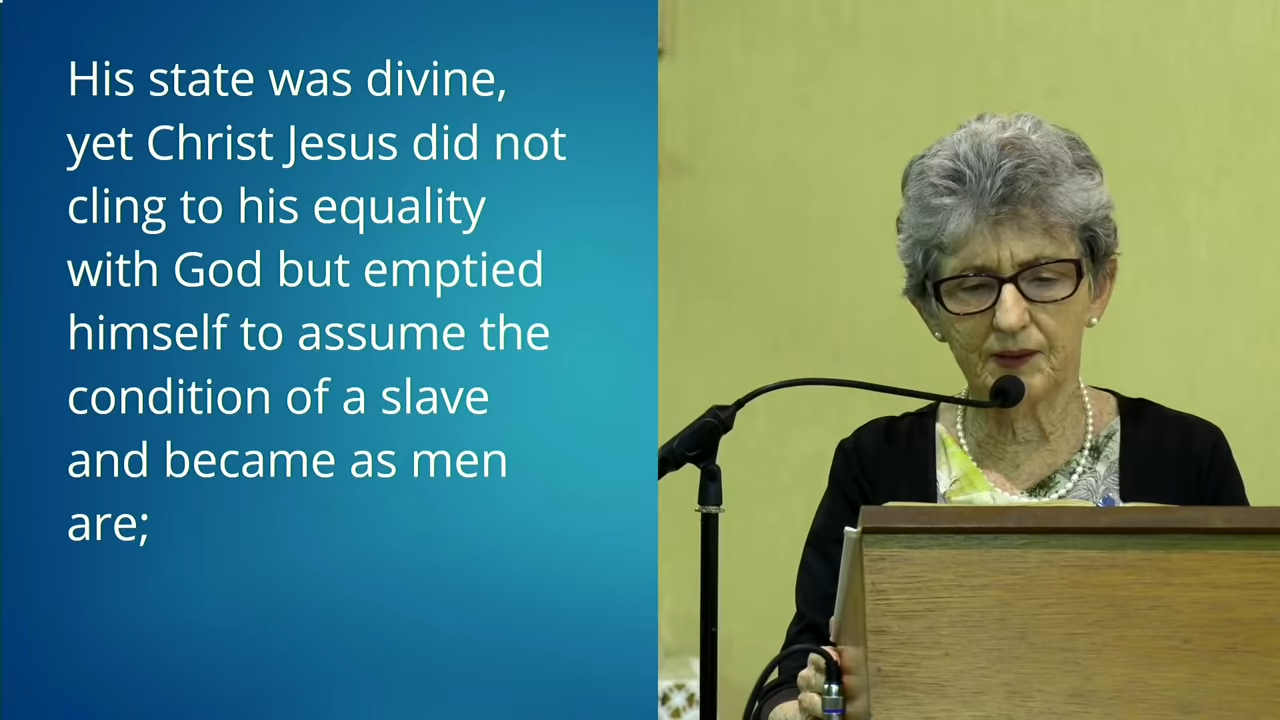 His state was divine,
yet Christ Jesus did not
cling to his equality
with God but emptied
himself to assume the
condition of a slave
and became as men
are;